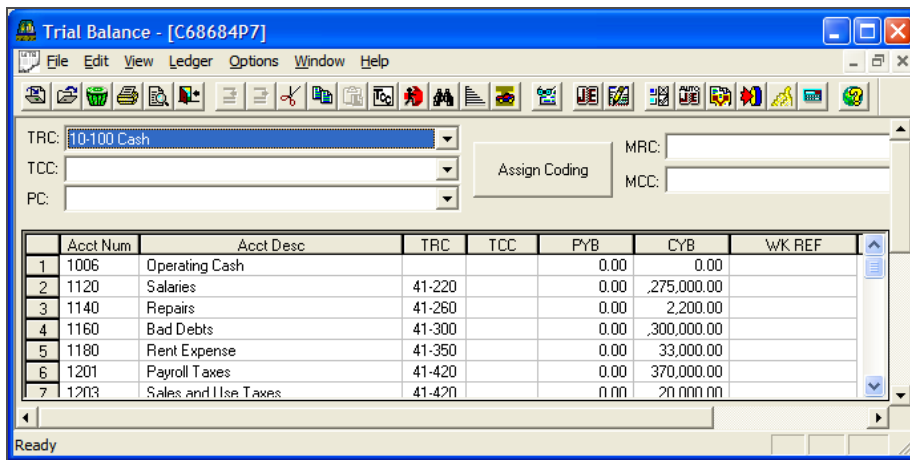 Trial Balance - [C68684P7]
File Edit View Ledger Options Window Help
TRC: 10-100 Cash
TCC:
PC:
Assign Coding
MRC:
MCC:
Acct Num Acct Desc TRC TCC PYB CYB WK REF
1 1006 Operating Cash 0.00 0.00
2 1120 Salaries 41-220 0.00 ,275,000.00
3 1140 Repairs 41-260 0.00 2,200.00
4 1160 Bad Debts 41-300 0.00 ,300,000.00
5 1180 Rent Expense 41-350 0.00 33,000.00
6 1201 Payroll Taxes 41-420 0.00 370,000.00
7 1203 Sales and Use Taxes 41-420 0.00 20,000.00
Ready